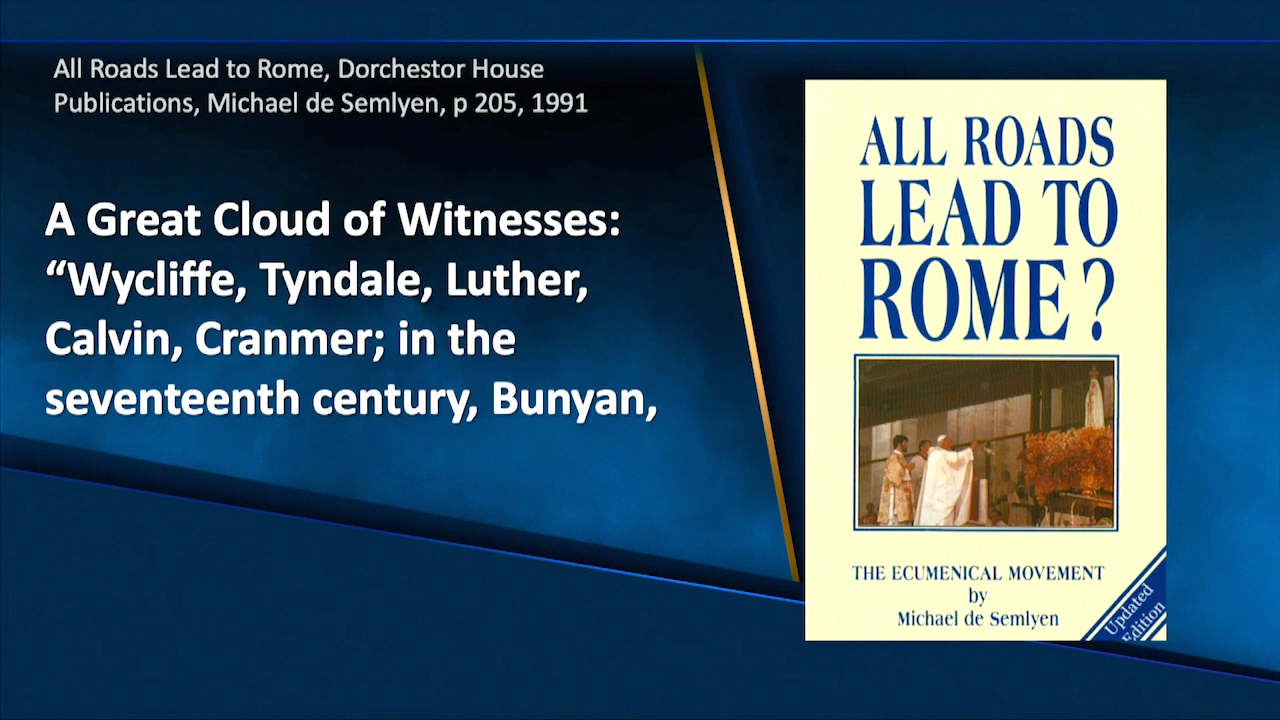 All Roads Lead to Rome, Dorchestor House
Publications, Michael de Semlyen, p 205, 1991
A Great Cloud of Witnesses:
“Wycliffe, Tyndale, Luther,
Calvin, Cranmer; in the
seventeenth century, Bunyan,
ALL ROADS
LEAD TO
ROME?
THE ECUMENICAL MOVEMENT
by
Michael de Semlyen
Updated
Edition